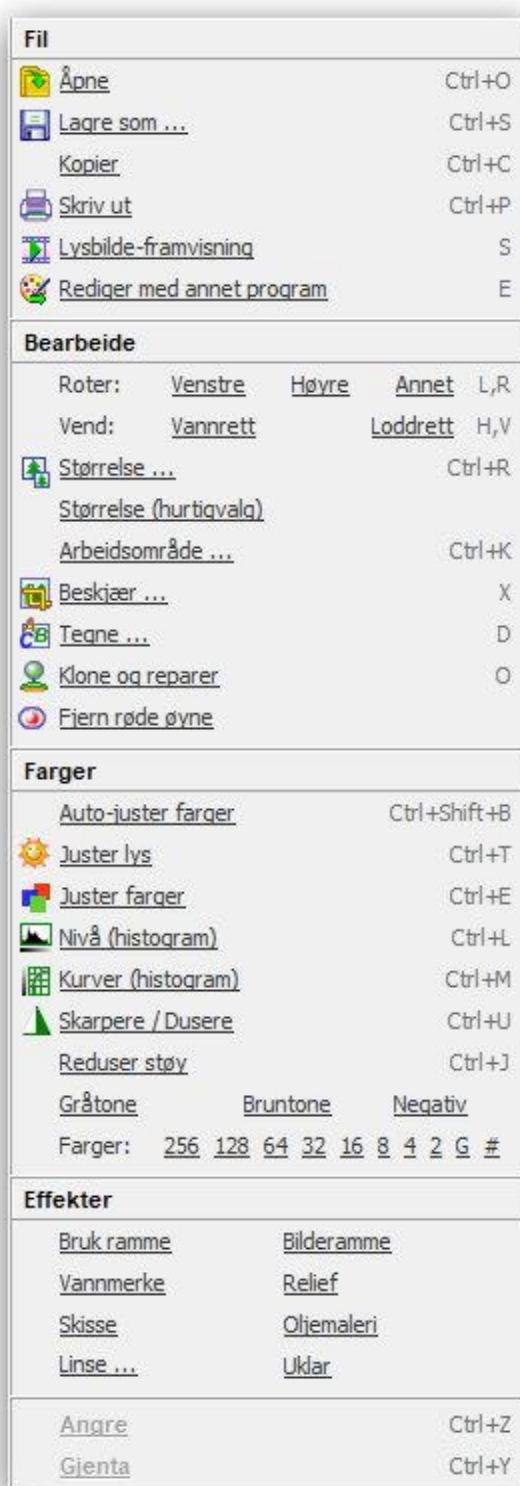 Fil
Åpne Ctrl+O
Lagre som ... Ctrl+S
Kopier Ctrl+C
Skriv ut Ctrl+P
Lysbilde-framvisning S
Rediger med annet program E
Bearbeide
Roter: Venstre Høyre Annet L,R
Vend: Vannrett Loddrett H,V
Størrelse ... Ctrl+R
Størrelse (hurtigvalg)
Arbeidsområde ... Ctrl+K
Beskjær ... X
Tegne ... D
Klone og reparer O
Fjern røde øyne
Farger
Auto-juster farger Ctrl+Shift+B
Juster lys Ctrl+T
Juster farger Ctrl+E
Nivå (histogram) Ctrl+L
Kurver (histogram) Ctrl+M
Skarpere / Dusere Ctrl+U
Reduser støy Ctrl+J
Gråtone Bruntone Negativ
Farger: 256 128 64 32 16 8 4 2 G #
Effekter
Bruk ramme Bilderamme
Vannmerke Relief
Skisse Oljemaleri
Linse ... Uklar
Angre Ctrl+Z
Gjenta Ctrl+Y